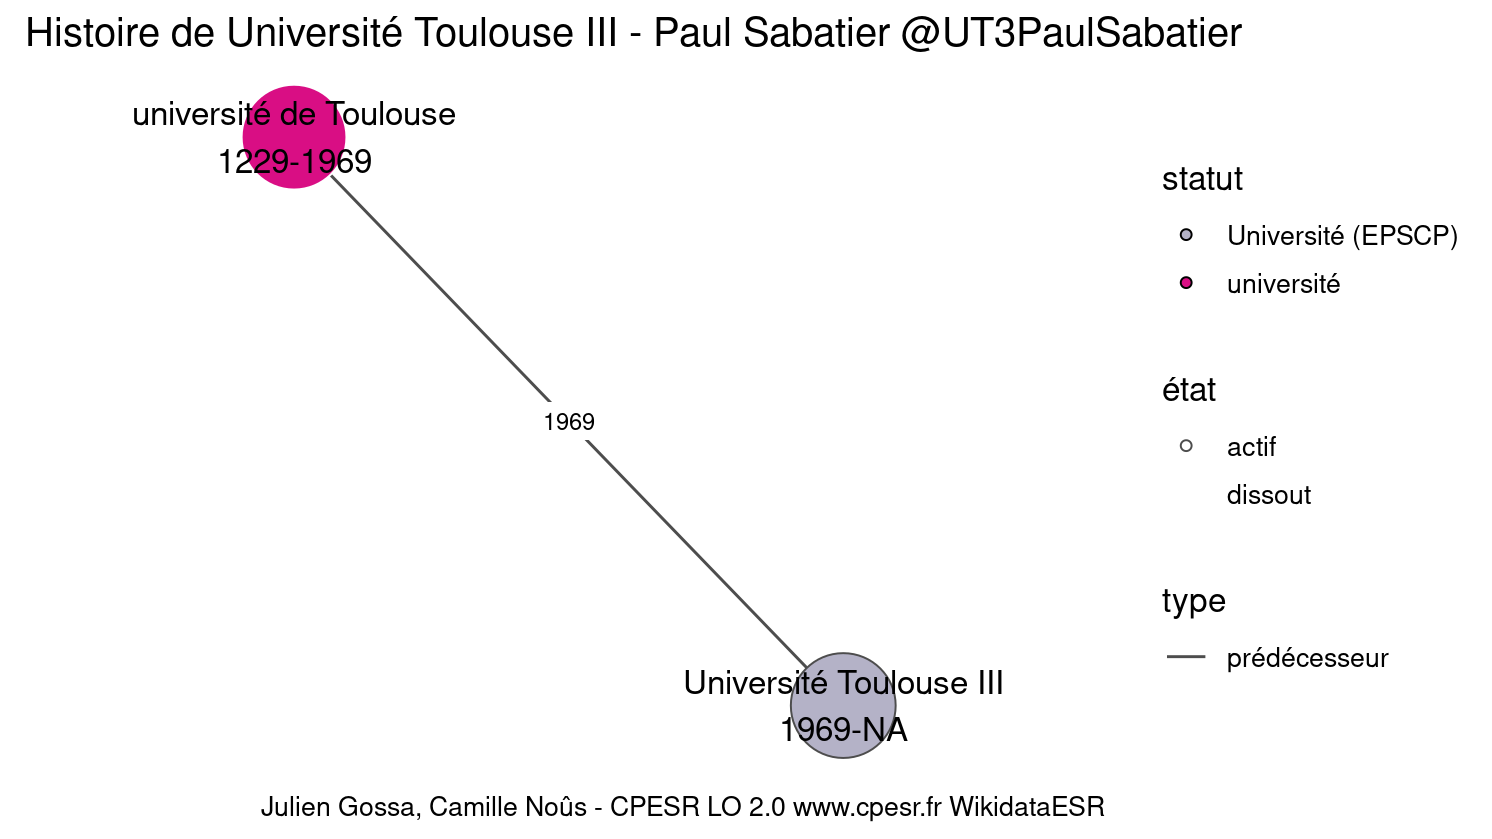 Histoire de Université Toulouse III - Paul Sabatier @UT3PaulSabatier
université de Toulouse
1229-1969
1969
Université Toulouse III
1969-NA
statut
Université (EPSCP)
université
état
actif
dissout
type
prédécesseur
Julien Gossa, Camille Noûs - CPESR LO 2.0 www.cpesr.fr WikidataESR